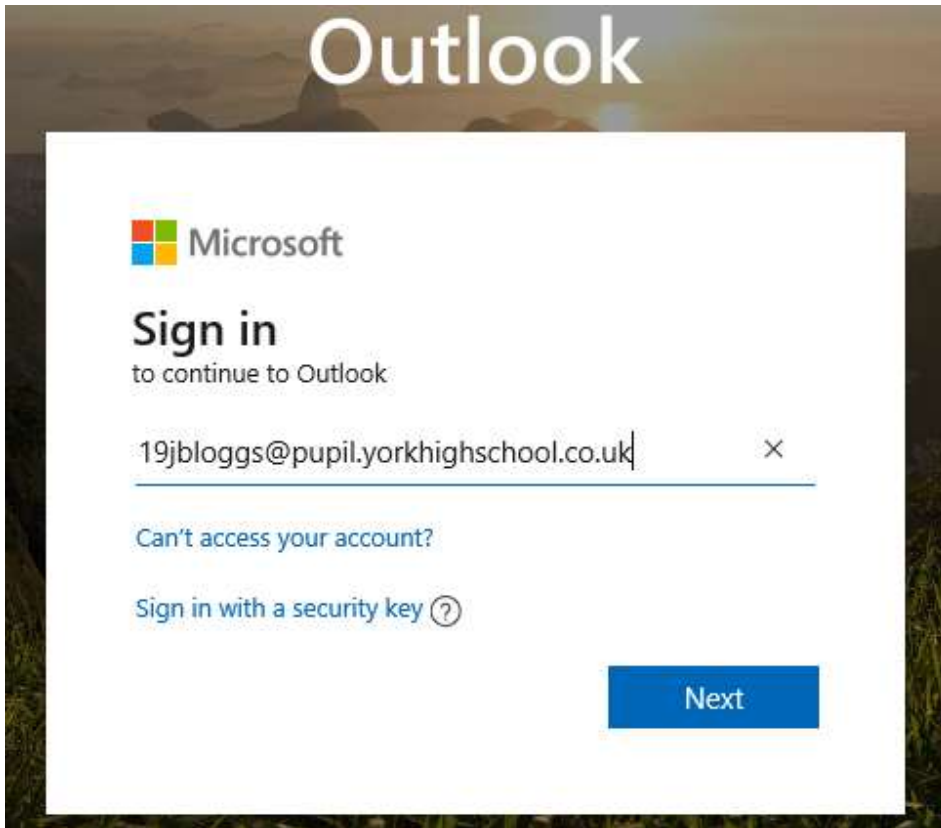 Outlook
Microsoft
Sign in
to continue to Outlook
19jbloggs@pupil.yorkhighschool.co.uk
Can't access your account?
Sign in with a security key
Next